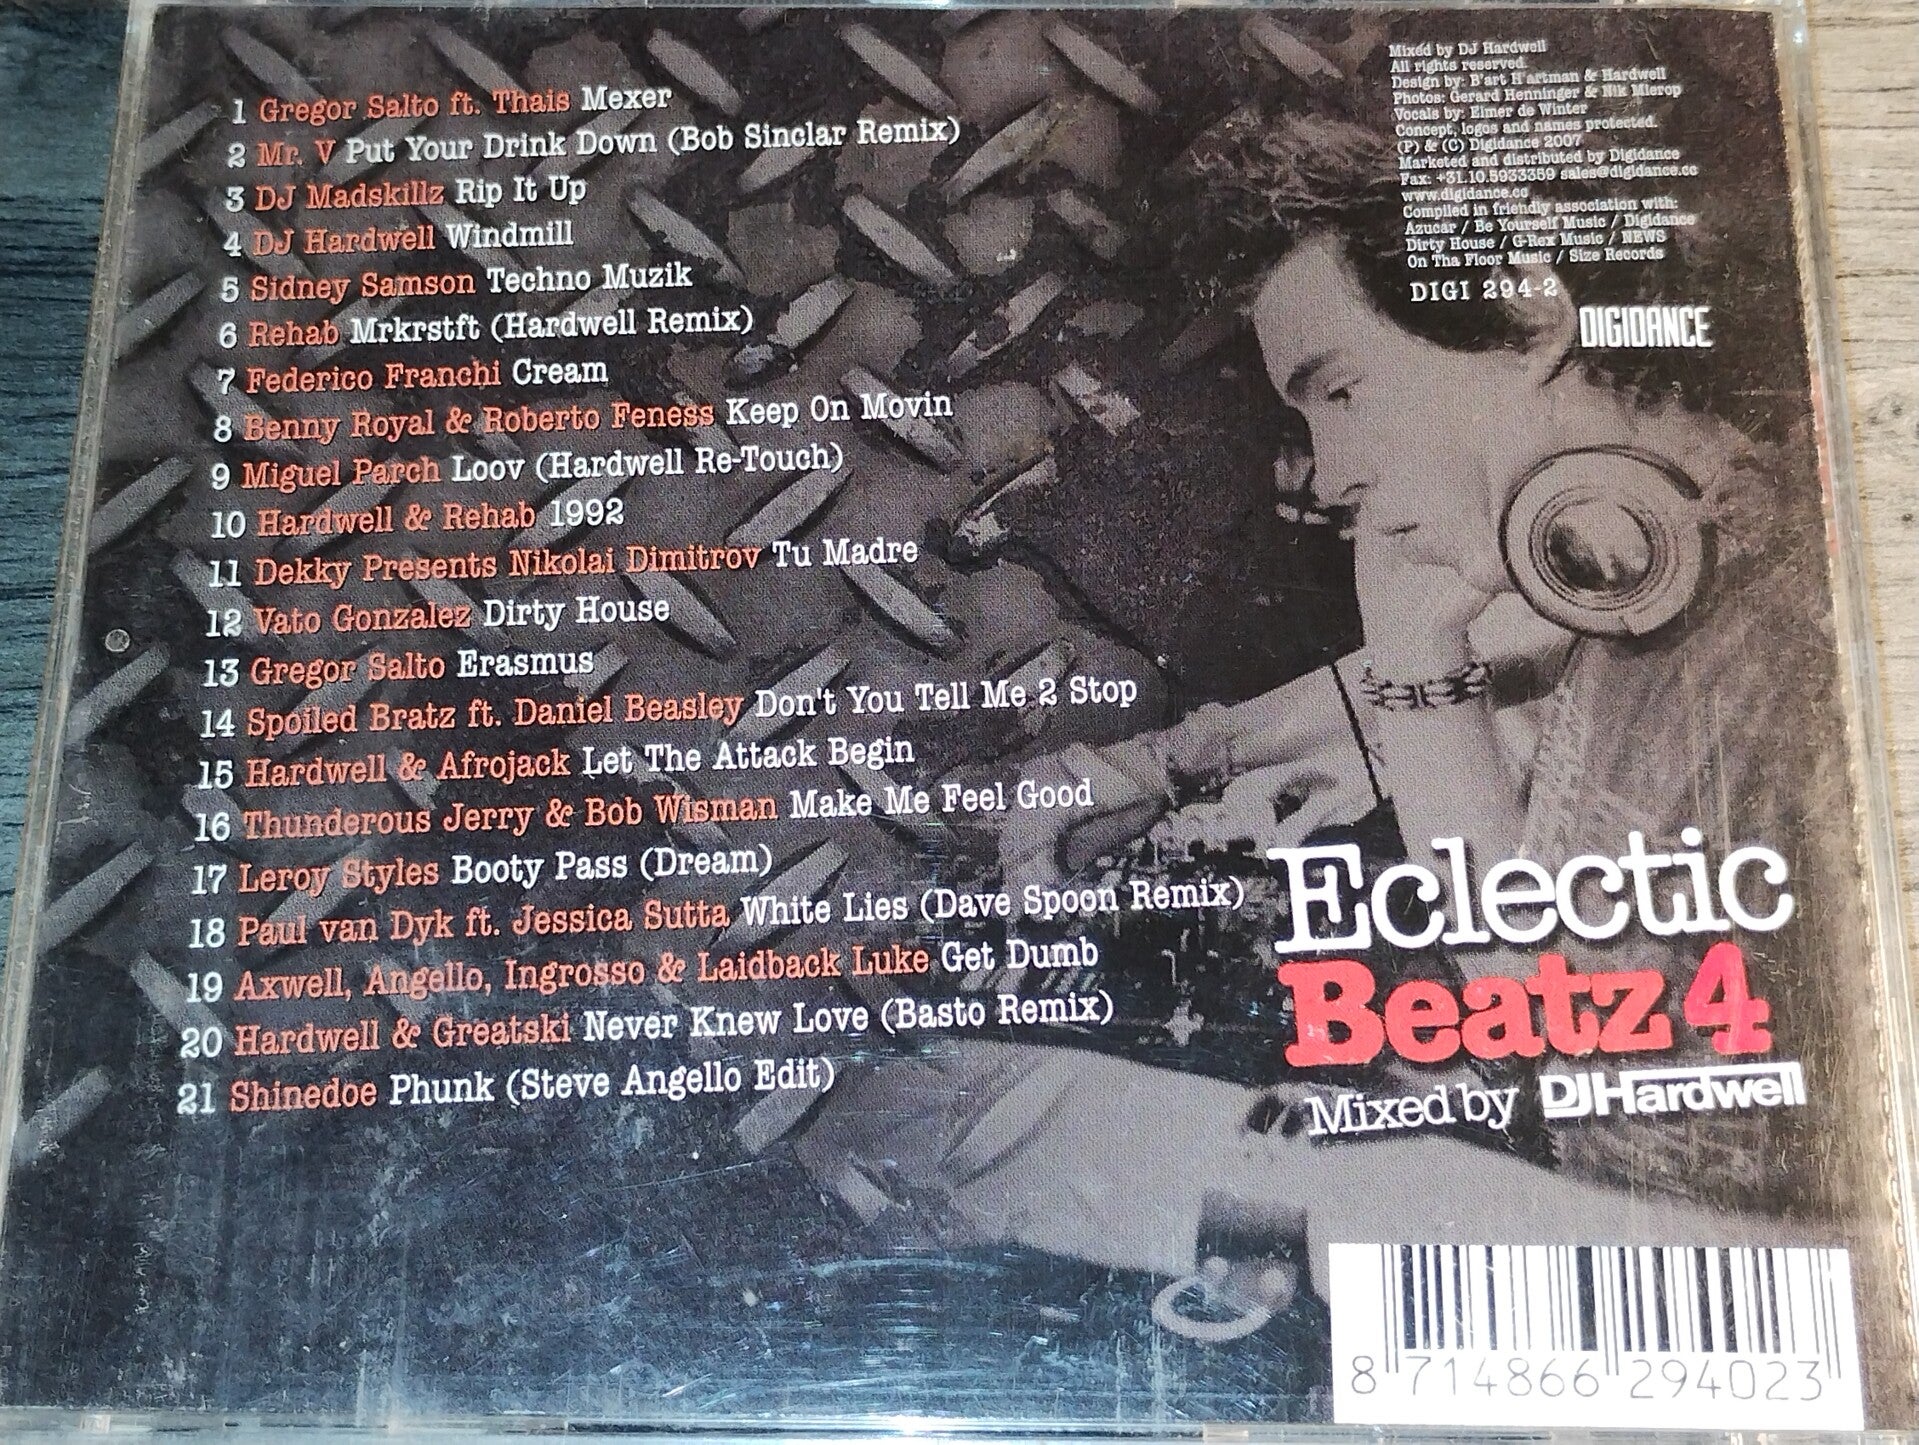 1 Gregor Salto ft. Thais Mexer
2 Mr. V Put Your Drink Down (Bob Sinclar Remix)
3 DJ Madskillz Rip It Up
4 DJ Hardwell Windmill
5 Sidney Samson Techno Muzik
6 Rehab Mrkrstft (Hardwell Remix)
7 Federico Franchi Cream
8 Benny Royal & Roberto Feness Keep On Movin
9 Miguel Parch Loov (Hardwell Re-Touch)
10 Hardwell & Rehab 1992
11 Dekky Presents Nikolai Dimitrov Tu Madre
12 Vato Gonzalez Dirty House
13 Gregor Salto Erasmus
14 Spoiled Bratz ft. Daniel Beasley Don't You Tell Me 2 Stop
15 Hardwell & Afrojack Let The Attack Begin
16 Thunderous Jerry & Bob Wisman Make Me Feel Good
17 Leroy Styles Booty Pass (Dream)
18 Paul van Dyk ft. Jessica Sutta White Lies (Dave Spoon Remix)
19 Axwell, Angello, Ingrosso & Laidback Luke Get Dumb
20 Hardwell & Greatski Never Knew Love (Basto Remix)
21 Shinedoe Phunk (Steve Angello Edit)
Mixed by DJ Hardwell
All rights reserved.
Design by: B'art H'artman & Hardwell
Photos: Gerard Henninger & Nik Mierop
Vocals by: Elmer de Winter
Concept, logos and names protected.
(P) & (C) Digidance 2007
Marketed and distributed by Digidance
Fax: +31.10.5933359 sales@digidance.cc
www.digidance.cc
Compiled in friendly association with:
Azucar / Be Yourself Music / Digidance
Dirty House / G-Rex Music / NEWS
On Tha Floor Music / Size Records
DIGI 294-2
DIGIDANCE
Eclectic
Beatz 4
Mixed by DJ Hardwell
8 714866 294023